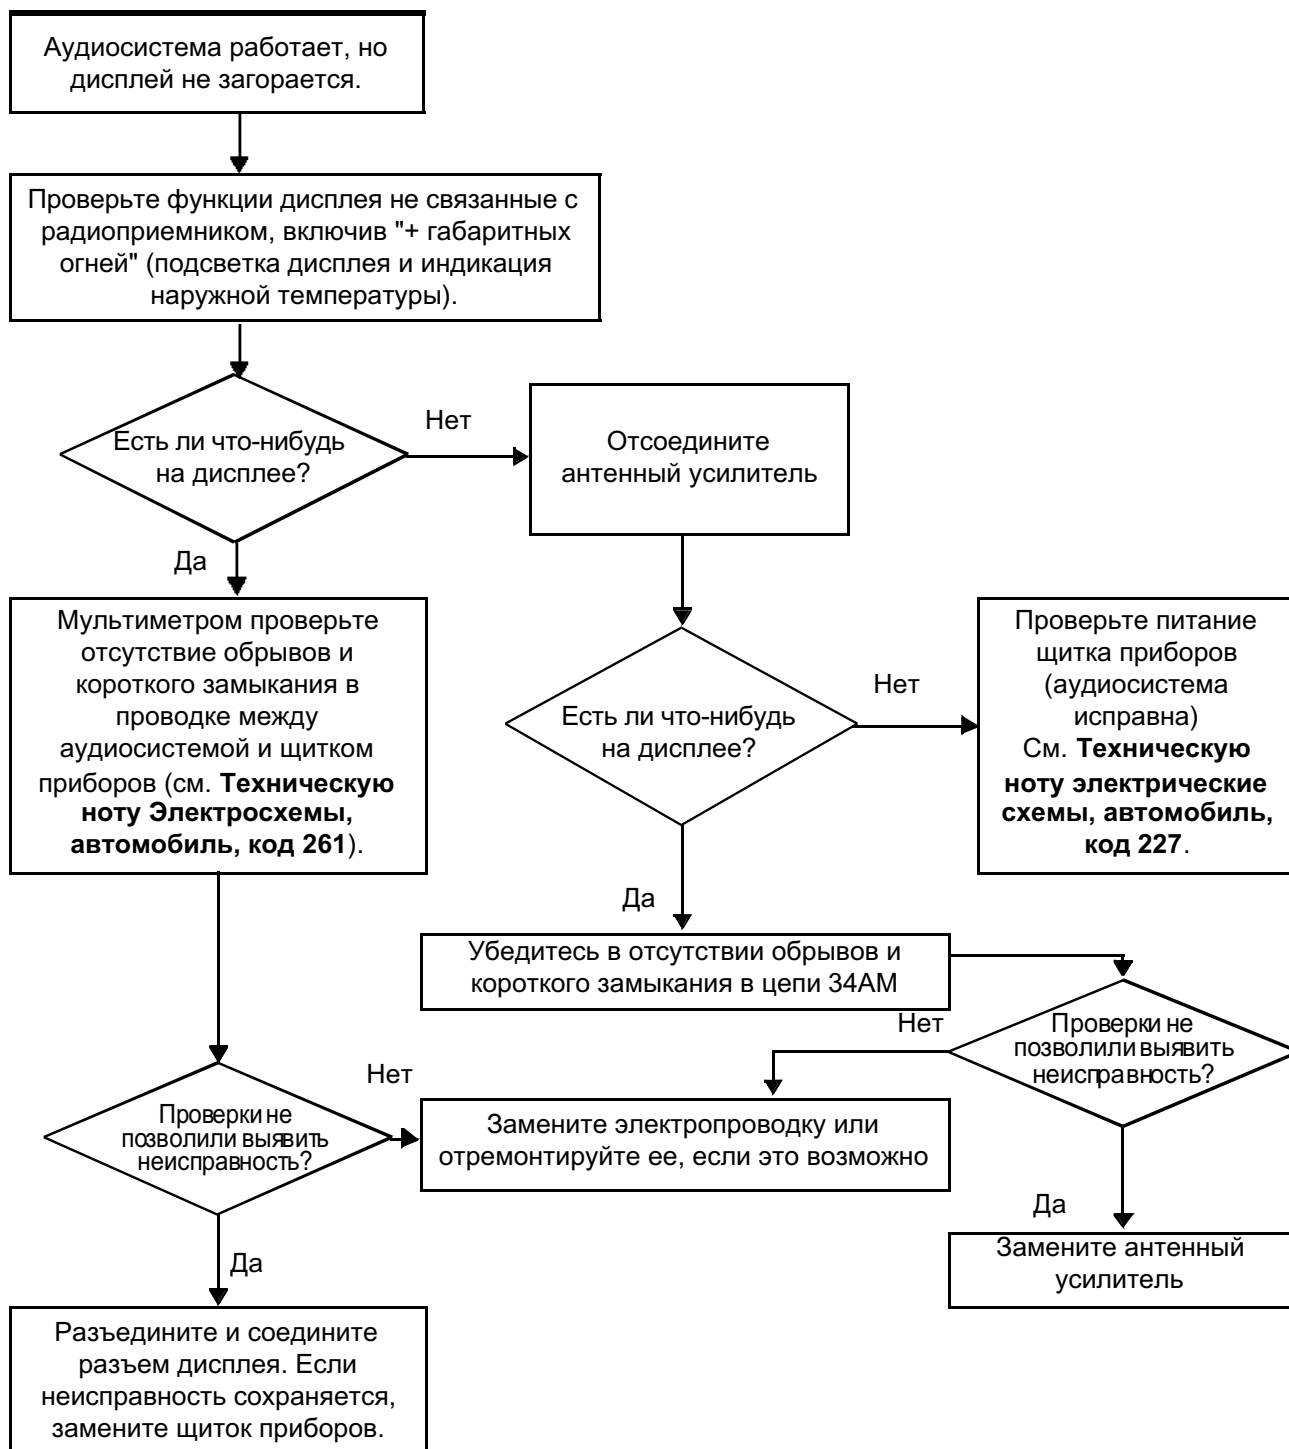 Аудиосистема работает, но
дисплей не загорается.
Проверьте функции дисплея не связанные с
радиоприемником, включив "+ габаритных
огней" (подсветка дисплея и индикация
наружной температуры).
Есть ли что-нибудь
на дисплее?
Нет
Отсоедините
антенный усилитель
Да
Мультиметром проверьте
отсутствие обрывов и
короткого замыкания в
проводке между
аудиосистемой и щитком
приборов (см. Техническую
ноту Электросхемы,
автомобиль, код 261).
Есть ли что-нибудь
на дисплее?
Нет
Проверьте питание
щитка приборов
(аудиосистема
исправна)
См. Техническую
ноту электрические
схемы, автомобиль,
код 227.
Да
Убедитесь в отсутствии обрывов и
короткого замыкания в цепи 34AM
Нет
Проверки не
позволили выявить
неисправность?
Проверки не
позволили выявить
неисправность?
Нет
Замените электропроводку или
отремонтируйте ее, если это возможно
Да
Замените антенный
усилитель
Да
Разъедините и соедините
разъем дисплея. Если
неисправность сохраняется,
замените щиток приборов.